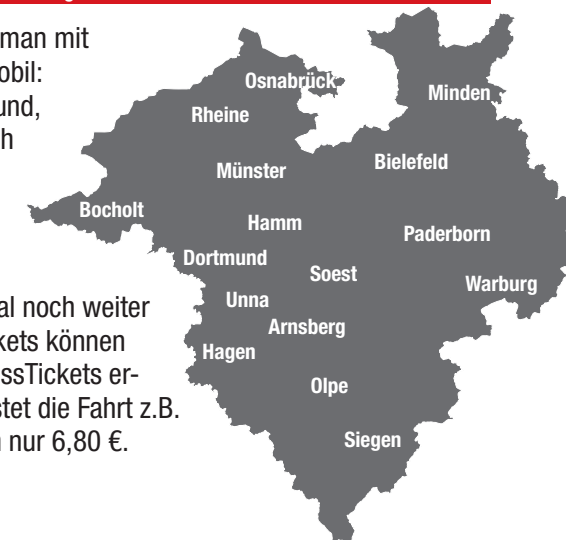 man mit
obil:
und,
h
al noch weiter
kets können
ssTickets er-
stet die Fahrt z.B.
nur 6,80 €.
Osnabrück
Minden
Rheine
Bielefeld
Münster
Bocholt
Hamm
Paderborn
Dortmund
Soest
Warburg
Unna
Arnsberg
Hagen
Olpe
Siegen